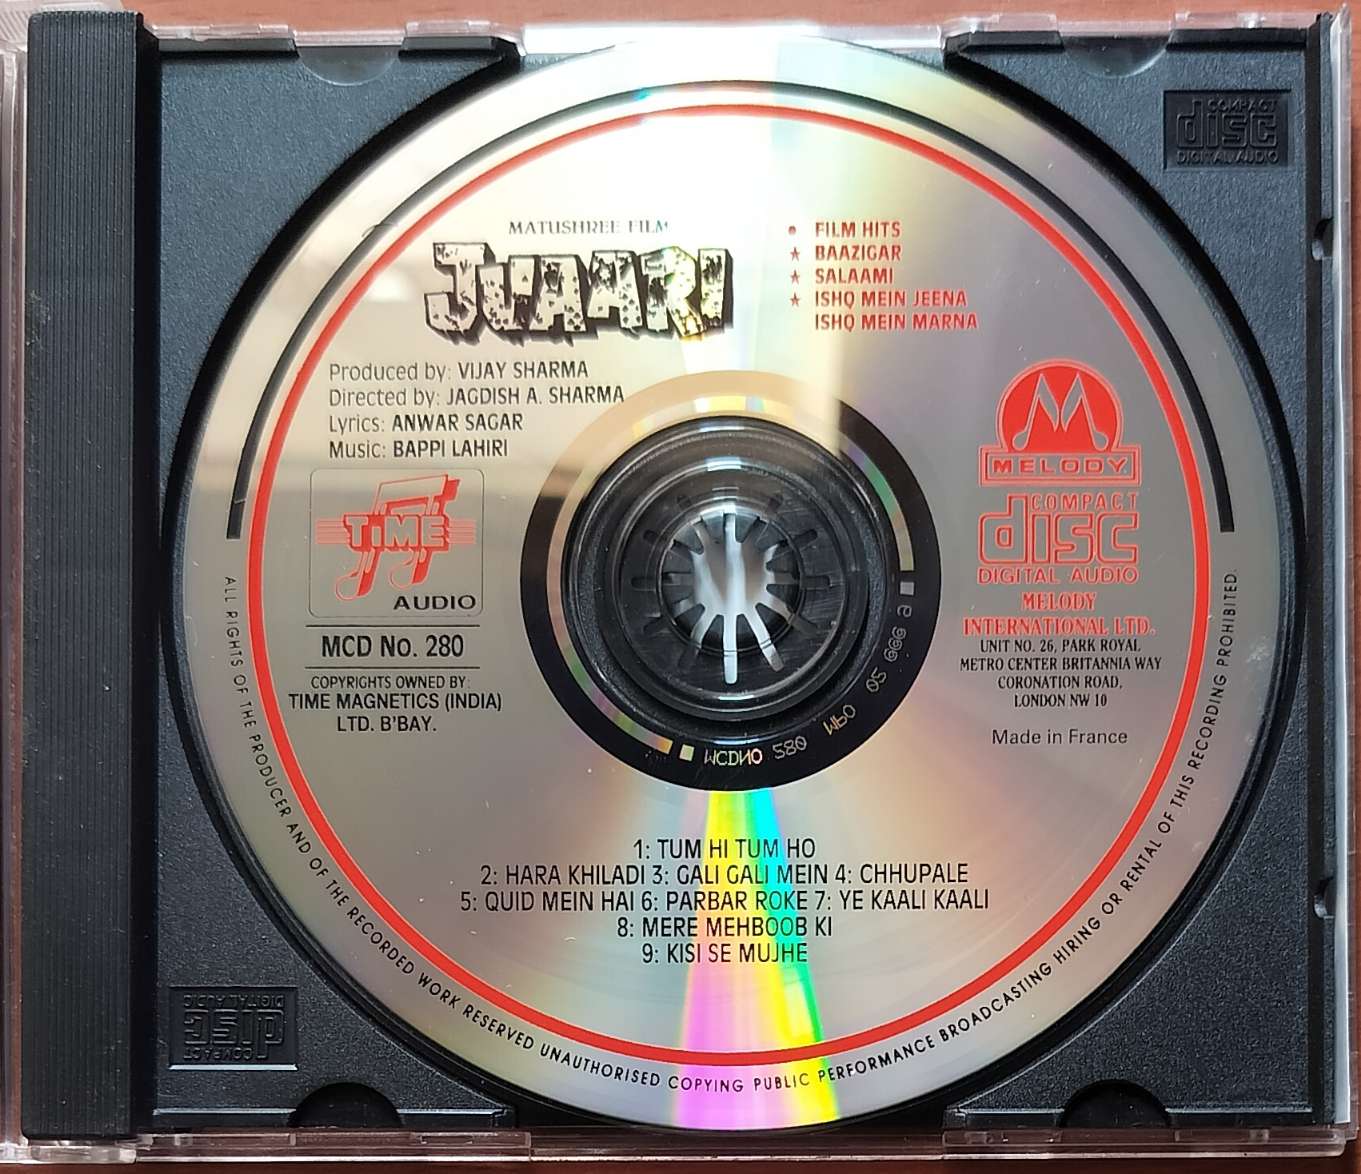 MATUSHREE FILM
JUAARI
• FILM HITS
★ BAAZIGAR
★ SALAAMI
★ ISHQ MEIN JEENA
ISHQ MEIN MARNA
Produced by: VIJAY SHARMA
Directed by: JAGDISH A. SHARMA
Lyrics: ANWAR SAGAR
Music: BAPPI LAHIRI
TiME
AUDIO
MCD No. 280
COPYRIGHTS OWNED BY:
TIME MAGNETICS (INDIA)
LTD. B'BAY.
MELODY
COMPACT
disc
DIGITAL AUDIO
MELODY
INTERNATIONAL LTD.
UNIT NO. 26, PARK ROYAL
METRO CENTER BRITANNIA WAY
CORONATION ROAD,
LONDON NW 10
Made in France
1: TUM HI TUM HO
2: HARA KHILADI 3: GALI GALI MEIN 4: CHHUPALE
5: QUID MEIN HAI 6: PARBAR ROKE 7: YE KAALI KAALI
8: MERE MEHBOOB KI
9: KISI SE MUJHE
ALL RIGHTS OF THE PRODUCER AND OF THE RECORDED WORK RESERVED UNAUTHORISED COPYING PUBLIC PERFORMANCE BROADCASTING HIRING OR RENTAL OF THIS RECORDING PROHIBITED.
MCDNO 280
COMPACT
disc
DIGITAL AUDIO
COMPACT
disc
DIGITAL AUDIO